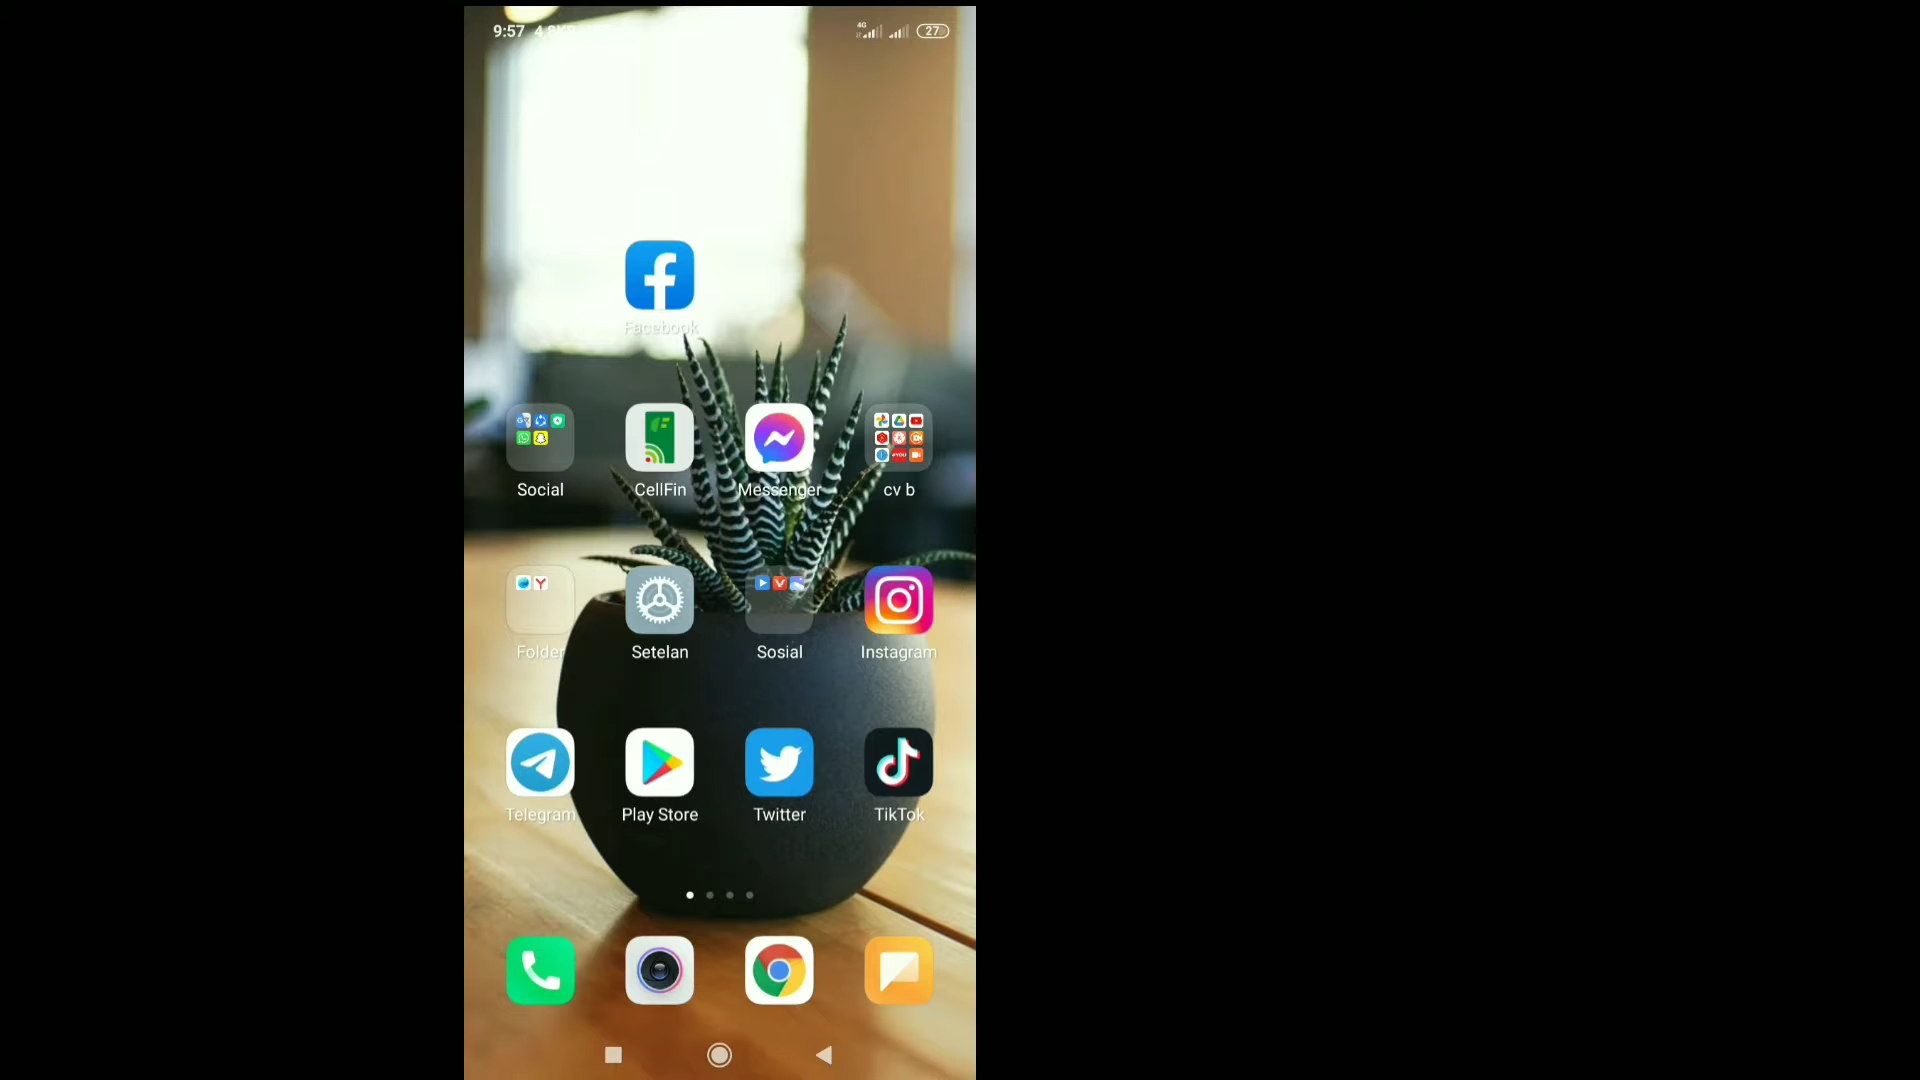 9:57
4G
27
Facebook
Social CellFin Messenger cv b
Folder Setelan Sosial Instagram
Telegram Play Store Twitter TikTok